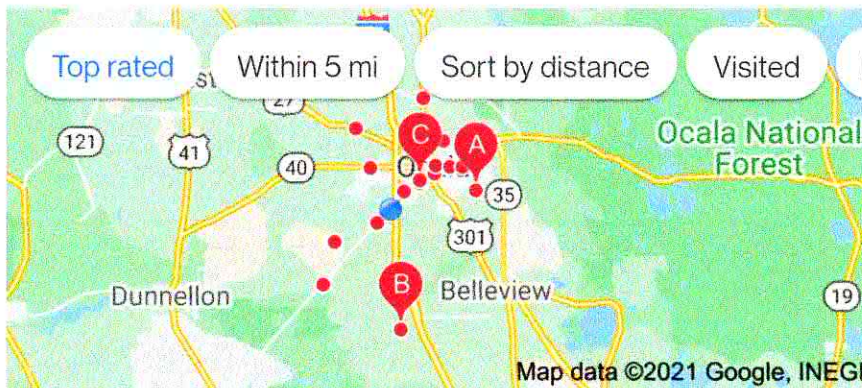 Top rated
Within 5 mi
Sort by distance
Visited
27
121
41
40
C
A
Ocala National
Forest
35
301
B
Dunnellon
Belleview
19
Map data ©2021 Google, INEGI